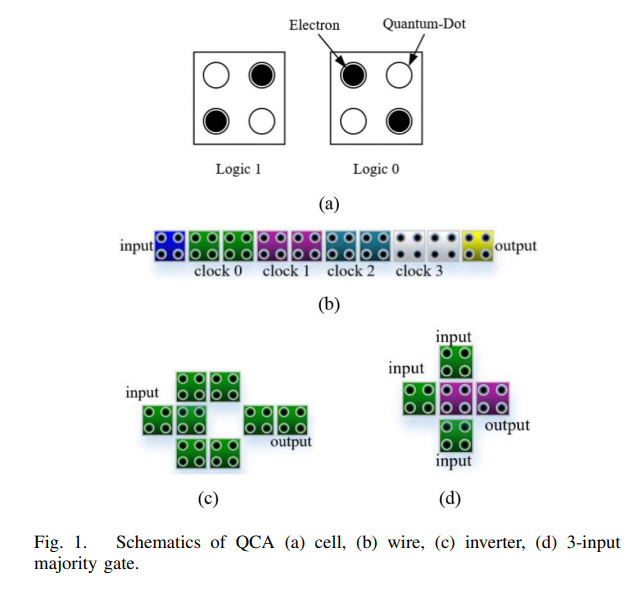 Electron Quantum-Dot
Logic 1 Logic 0
(a)
input output
clock 0 clock 1 clock 2 clock 3
(b)
input
input input
output output
input
(c) (d)
Fig. 1. Schematics of QCA (a) cell, (b) wire, (c) inverter, (d) 3-input
majority gate.